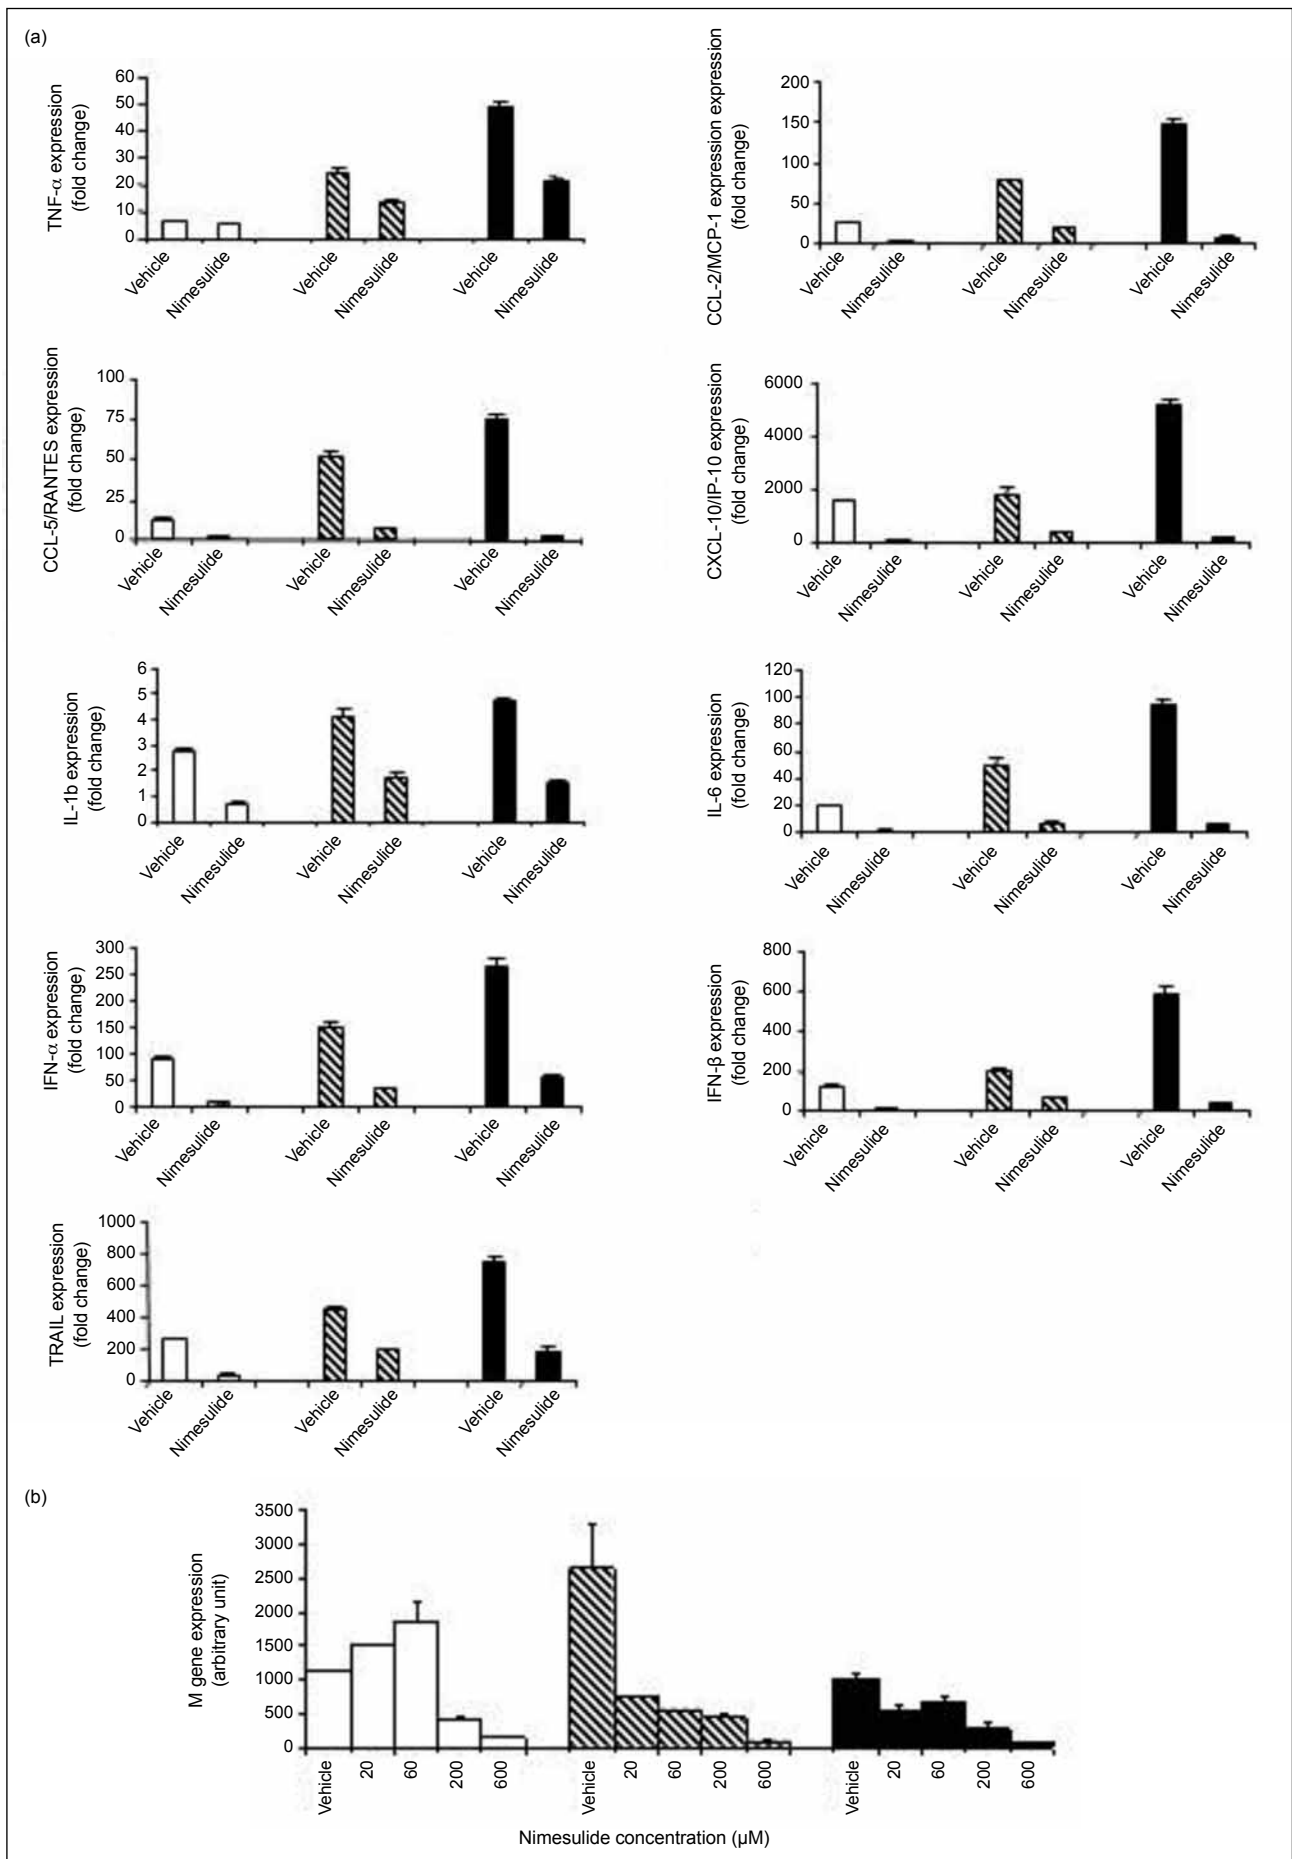 (a)
TNF-α expression
(fold change)
60
50
40
30
20
10
0
Vehicle
Nimesulide
Vehicle
Nimesulide
Vehicle
Nimesulide
CCL-2/MCP-1 expression expression
(fold change)
200
150
100
50
0
Vehicle
Nimesulide
Vehicle
Nimesulide
Vehicle
Nimesulide
CCL-5/RANTES expression
(fold change)
100
75
50
25
0
Vehicle
Nimesulide
Vehicle
Nimesulide
Vehicle
Nimesulide
CXCL-10/IP-10 expression
(fold change)
6000
4000
2000
0
Vehicle
Nimesulide
Vehicle
Nimesulide
Vehicle
Nimesulide
IL-1b expression
(fold change)
6
5
4
3
2
1
0
Vehicle
Nimesulide
Vehicle
Nimesulide
Vehicle
Nimesulide
IL-6 expression
(fold change)
120
100
80
60
40
20
0
Vehicle
Nimesulide
Vehicle
Nimesulide
Vehicle
Nimesulide
IFN-α expression
(fold change)
300
250
200
150
100
50
0
Vehicle
Nimesulide
Vehicle
Nimesulide
Vehicle
Nimesulide
IFN-β expression
(fold change)
800
600
400
200
0
Vehicle
Nimesulide
Vehicle
Nimesulide
Vehicle
Nimesulide
TRAIL expression
(fold change)
1000
800
600
400
200
0
Vehicle
Nimesulide
Vehicle
Nimesulide
Vehicle
Nimesulide
(b)
M gene expression
(arbitrary unit)
3500
3000
2500
2000
1500
1000
500
0
Vehicle
20
60
200
600
Vehicle
20
60
200
600
Vehicle
20
60
200
600
Nimesulide concentration (μM)